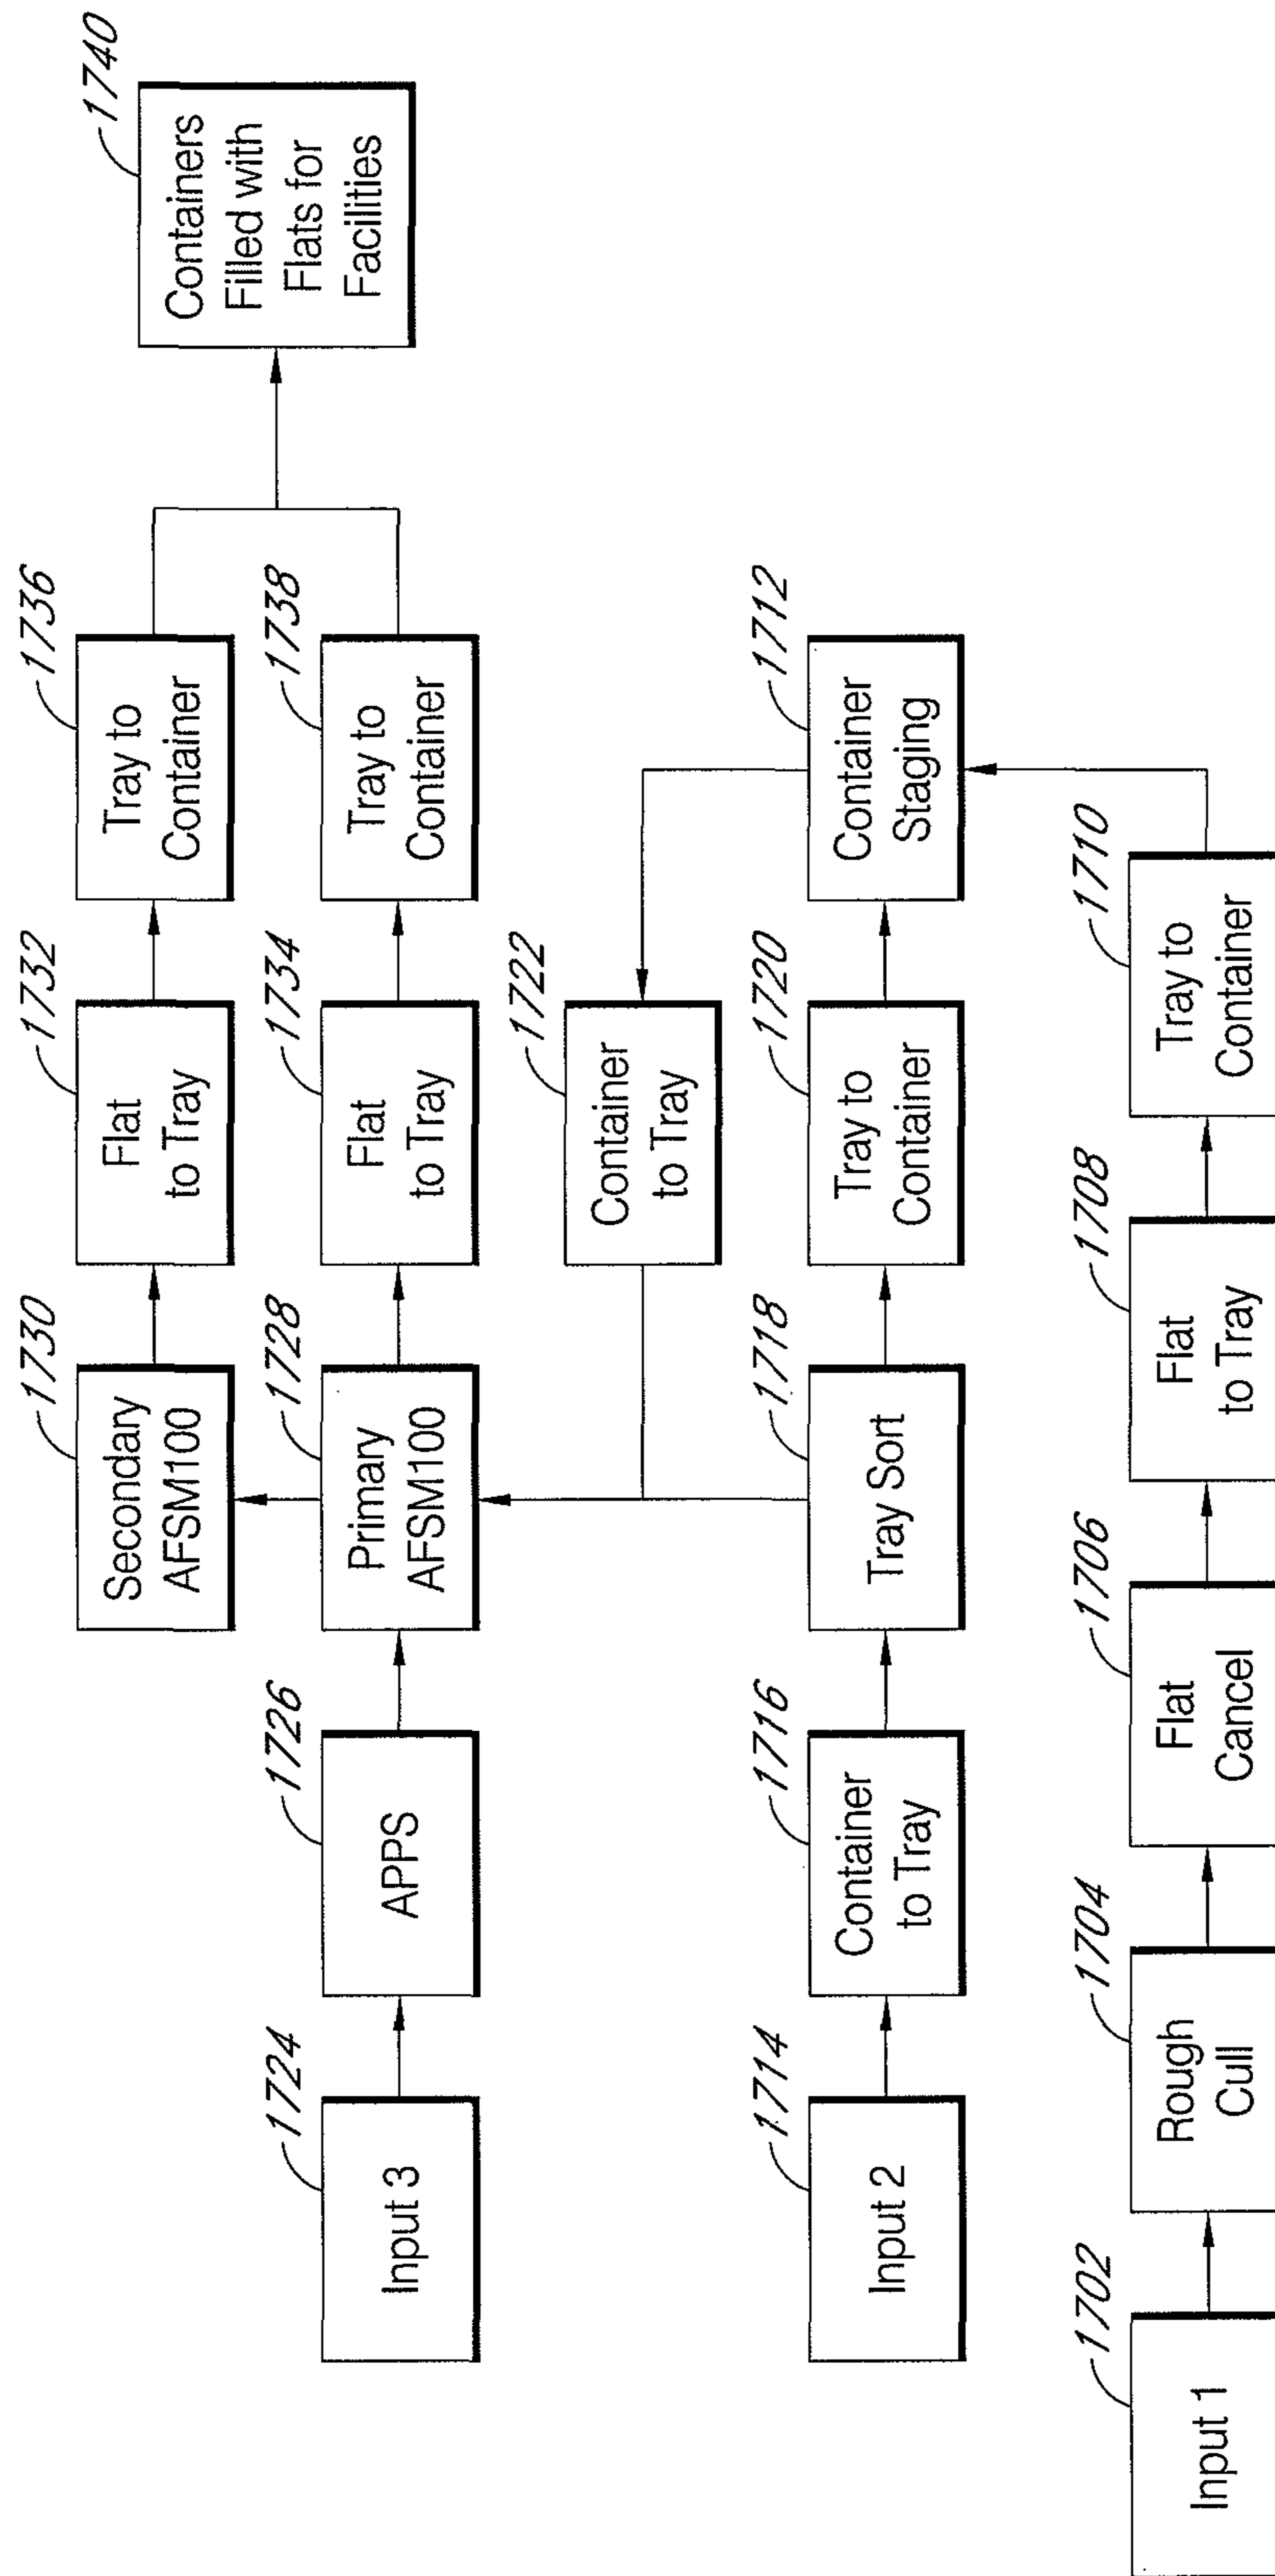 1740
Containers
Filled with
Flats for
Facilities
1730
Secondary
AFSM100
1732
Flat
to Tray
1736
Tray to
Container
1724
Input 3
1726
APPS
1728
Primary
AFSM100
1734
Flat
to Tray
1738
Tray to
Container
1722
Container
to Tray
1714
Input 2
1716
Container
to Tray
1718
Tray Sort
1720
Tray to
Container
1712
Container
Staging
1702
Input 1
1704
Rough
Cull
1706
Flat
Cancel
1708
Flat
to Tray
1710
Tray to
Container